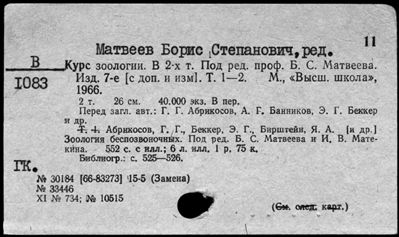 11
Матвеев Борис Степанович, ред.
В
1083
Курс зоологии. В 2-х т. Под ред. проф. Б. С. Матвеева.
Изд. 7-е [с доп. и изм]. Т. 1—2. М., «Высш. школа»,
1966.
2 т. 26 см. 40.000 экз. В пер.
Перед загл. авт.: Г. Г. Абрикосов, А. Г. Банников, Э. Г. Беккер
и др.
Т. 1. Абрикосов, Г. Г., Беккер, Э. Г., Бирштейн, Я. А. [и др.]
Зоология беспозвоночных. Под ред. Б. С. Матвеева и И. В. Мате-
кина. 552 с. с илл.; 6 л. илл. 1 р. 75 к.
Библиогр.: с. 525—526.
ГК.
№ 30184 [66-83273] 15-5 (Замена)
№ 33446
XI № 734; № 10515
(См. след. карт.)